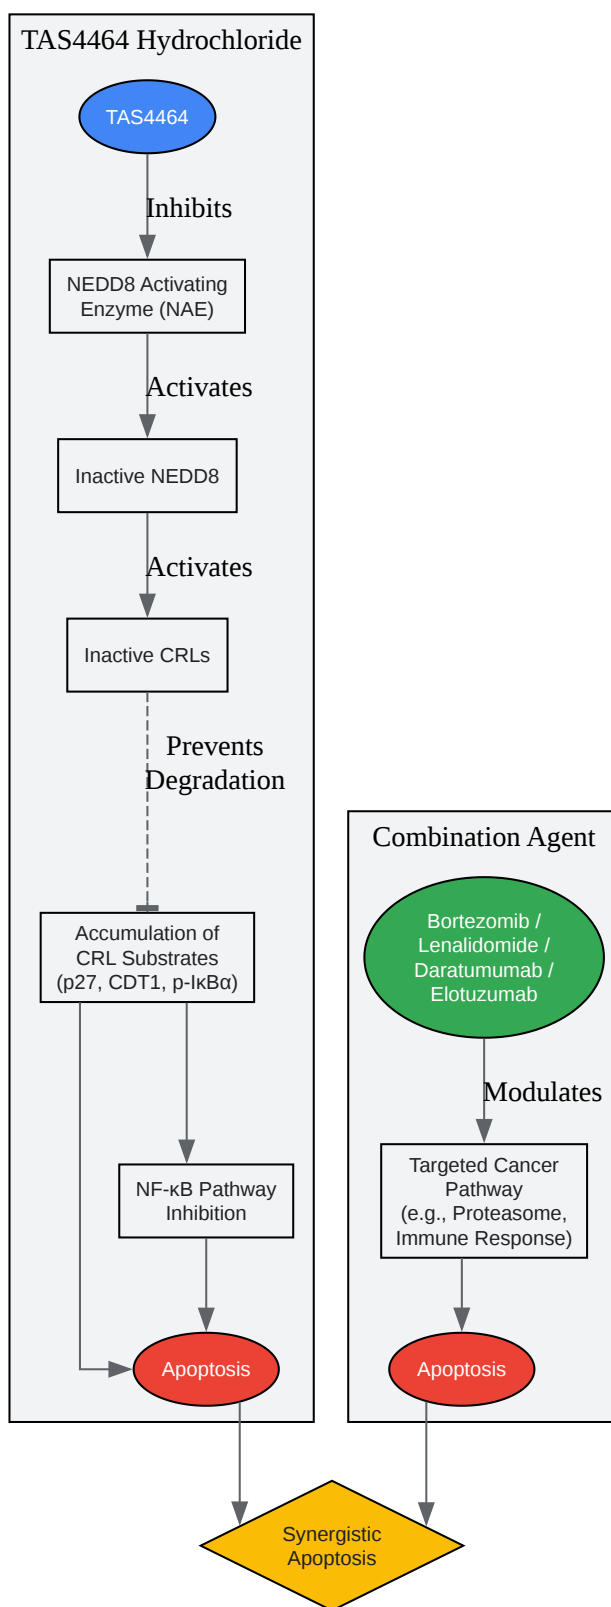 TAS4464 Hydrochloride
TAS4464
Inhibits
NEDD8 Activating
Enzyme (NAE)
Activates
Inactive NEDD8
Activates
Inactive CRLs
Prevents
Degradation
Accumulation of
CRL Substrates
(p27, CDT1, p-IκBα)
NF-κB Pathway
Inhibition
Apoptosis
Combination Agent
Bortezomib /
Lenalidomide /
Daratumumab /
Elotuzumab
Modulates
Targeted Cancer
Pathway
(e.g., Proteasome,
Immune Response)
Apoptosis
Synergistic
Apoptosis